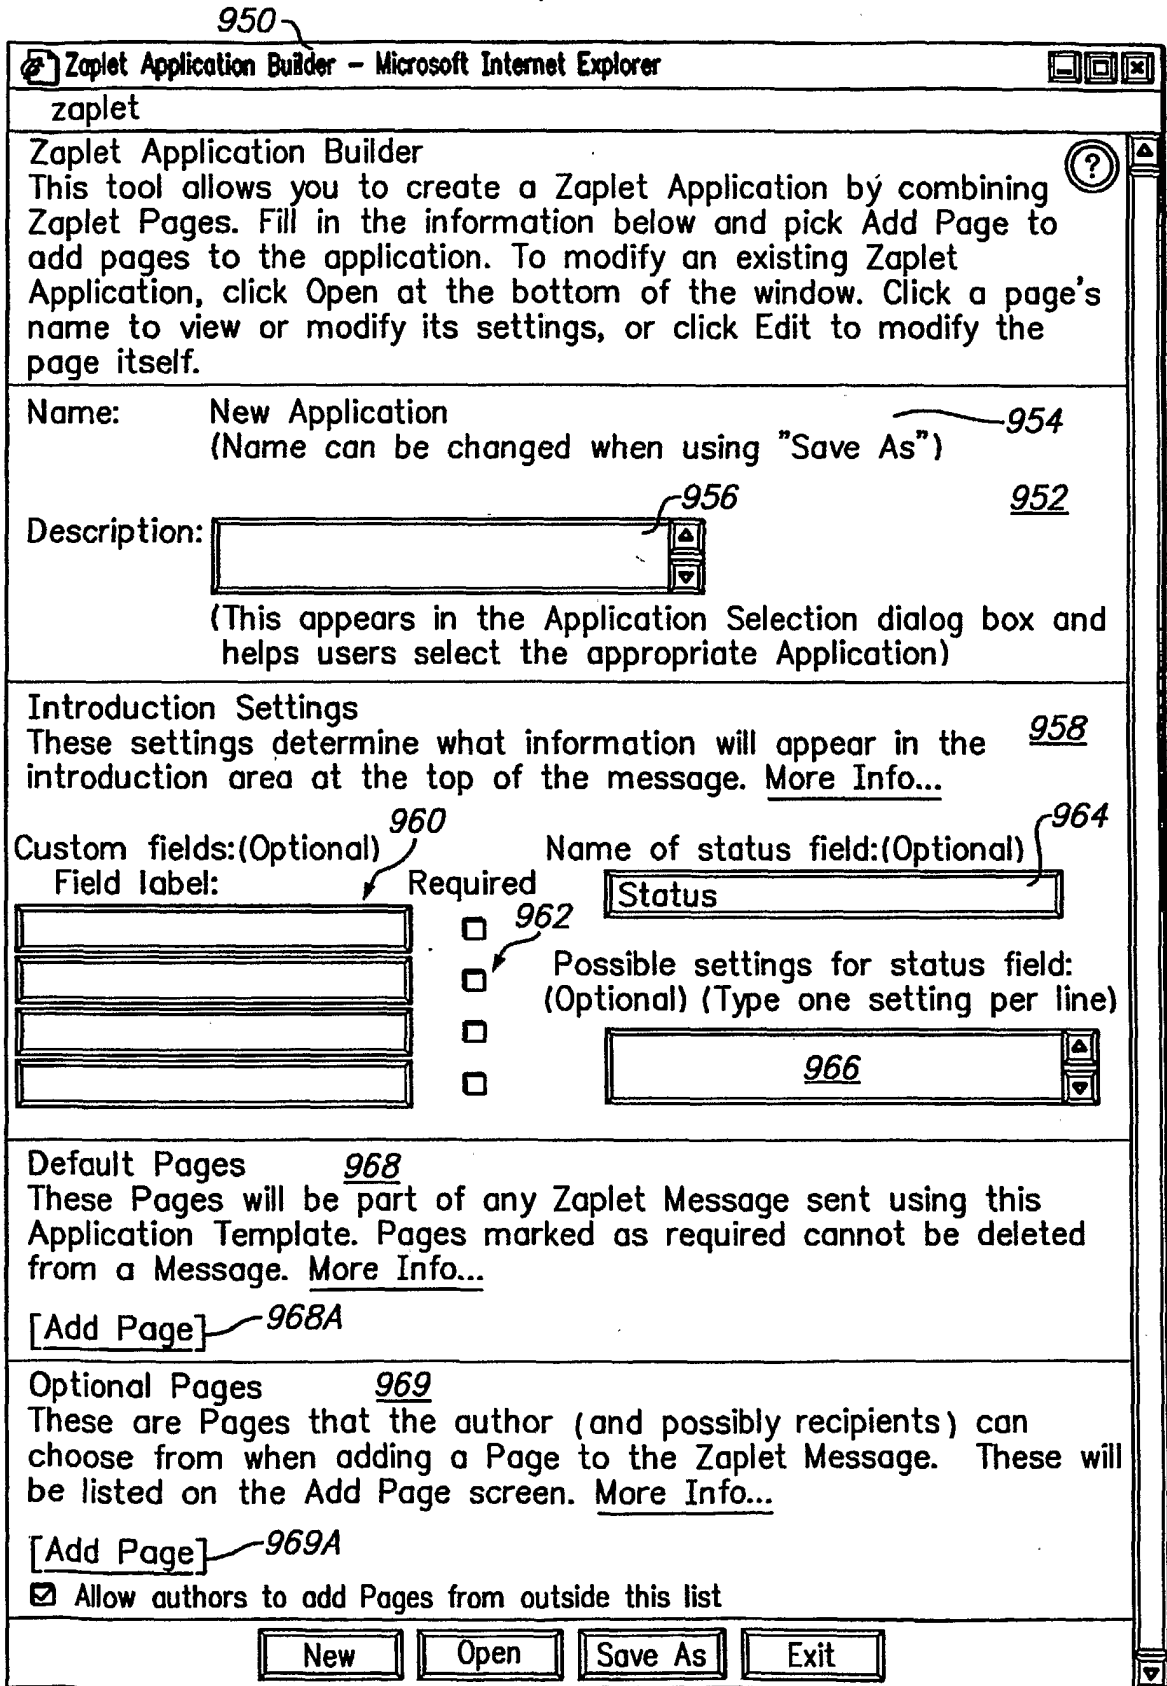 950
Zaplet Application Builder – Microsoft Internet Explorer
zaplet
Zaplet Application Builder
?
This tool allows you to create a Zaplet Application by combining
Zaplet Pages. Fill in the information below and pick Add Page to
add pages to the application. To modify an existing Zaplet
Application, click Open at the bottom of the window. Click a page's
name to view or modify its settings, or click Edit to modify the
page itself.
Name: New Application 954
(Name can be changed when using "Save As")
956 952
Description:
(This appears in the Application Selection dialog box and
helps users select the appropriate Application)
Introduction Settings
These settings determine what information will appear in the 958
introduction area at the top of the message. More Info...
960 964
Custom fields:(Optional) Name of status field:(Optional)
Field label: Required
Status
962
Possible settings for status field:
(Optional) (Type one setting per line)
966
Default Pages 968
These Pages will be part of any Zaplet Message sent using this
Application Template. Pages marked as required cannot be deleted
from a Message. More Info...
[Add Page] 968A
Optional Pages 969
These are Pages that the author (and possibly recipients) can
choose from when adding a Page to the Zaplet Message. These will
be listed on the Add Page screen. More Info...
[Add Page] 969A
Allow authors to add Pages from outside this list
New Open Save As Exit